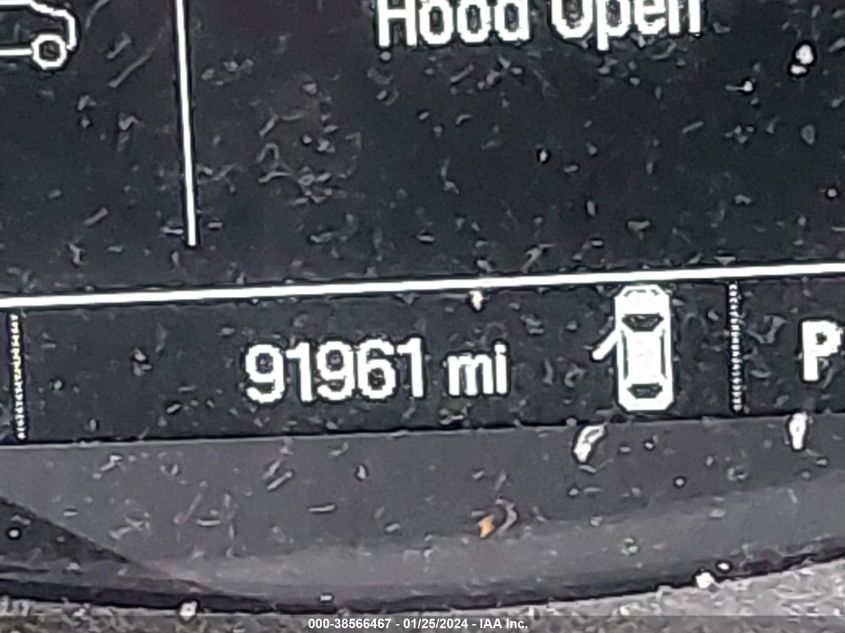 Hood Open
91961 mi P
000-38566467 - 01/25/2024 - IAA Inc.